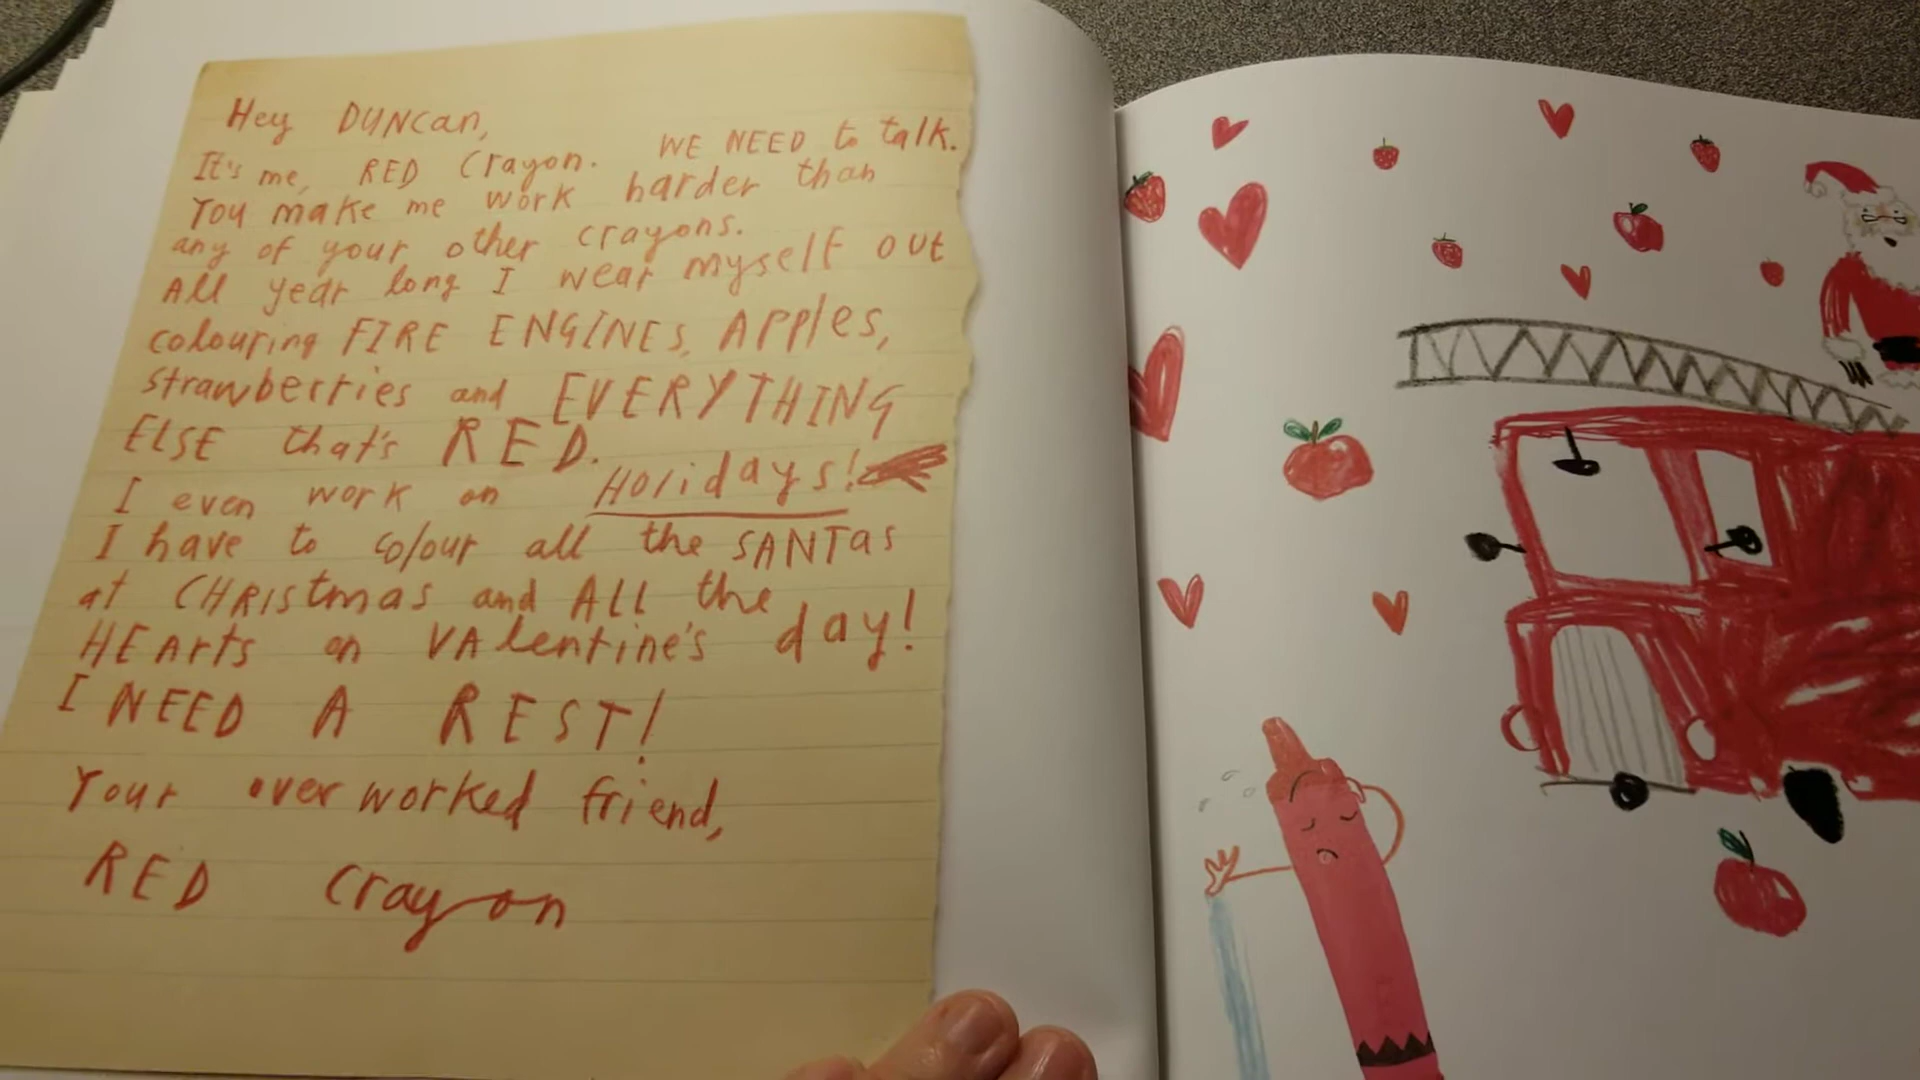 Hey DUNCan,
It's me, RED Crayon. WE NEED to talk.
You make me work harder than
any of your other crayons.
All year long I wear myself out
colouring FIRE ENGINES, APPles,
strawberries and EVERYTHING
ELSE that's RED.
I even work on Holidays!
I have to colour all the SANTas
at CHRIStmas and ALL the
HEArts on VAlentine's day!
I NEED A REST!
Your overworked friend,
RED Crayon